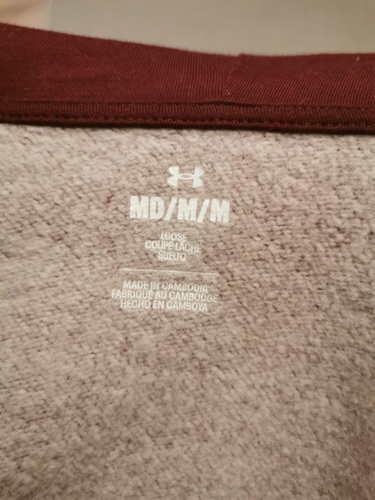 MD/M/M
LOOSE
COUPE LÂCHE
SUELTO
MADE IN CAMBODIA
FABRIQUÉ AU CAMBODGE
HECHO EN CAMBOYA